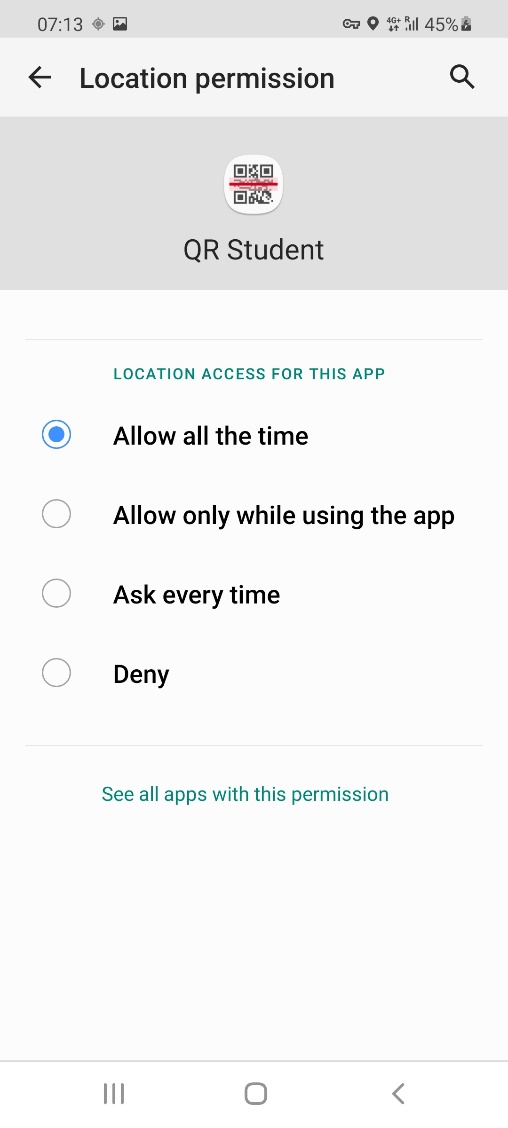 07:13 4G+ R 45%
Location permission
QR Student
LOCATION ACCESS FOR THIS APP
Allow all the time
Allow only while using the app
Ask every time
Deny
See all apps with this permission